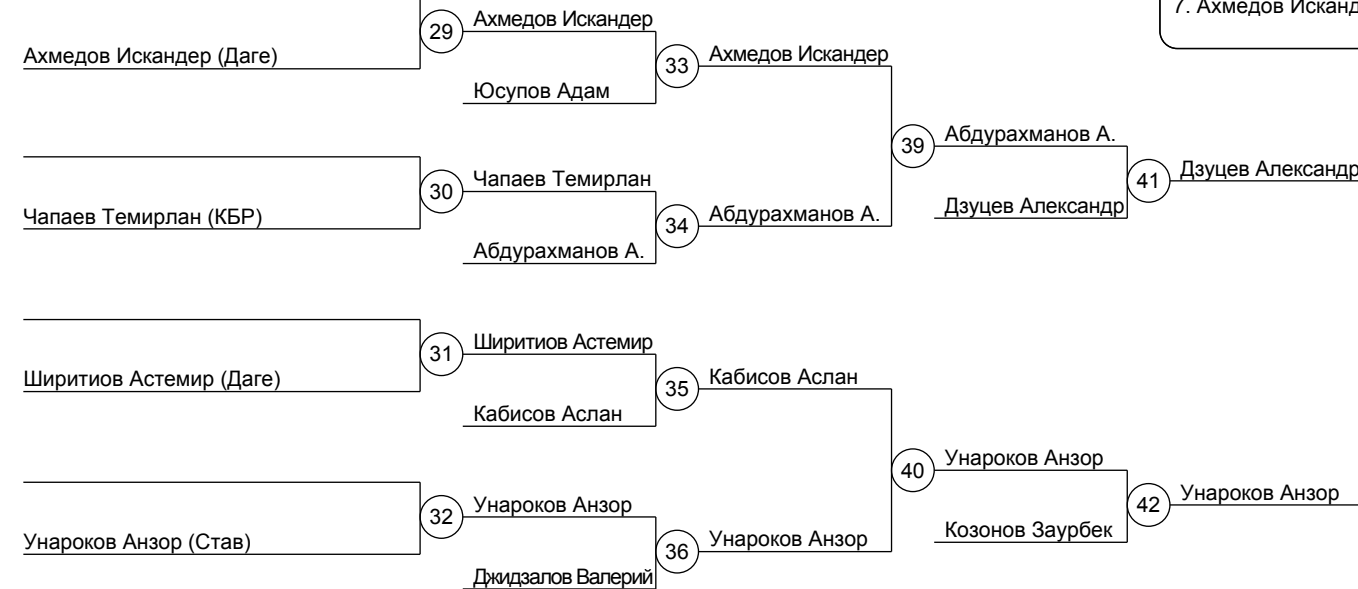 7. Ахмедов Исканд
29
Ахмедов Искандер
Ахмедов Искандер (Даге)
33
Ахмедов Искандер
Юсупов Адам
39
Абдурахманов А.
30
Чапаев Темирлан
41
Дзуцев Александр
Чапаев Темирлан (КБР)
34
Абдурахманов А.
Дзуцев Александр
Абдурахманов А.
31
Ширитиов Астемир
Ширитиов Астемир (Даге)
35
Кабисов Аслан
Кабисов Аслан
40
Унароков Анзор
32
Унароков Анзор
42
Унароков Анзор
Унароков Анзор (Став)
36
Унароков Анзор
Козонов Заурбек
Джидзалов Валерий